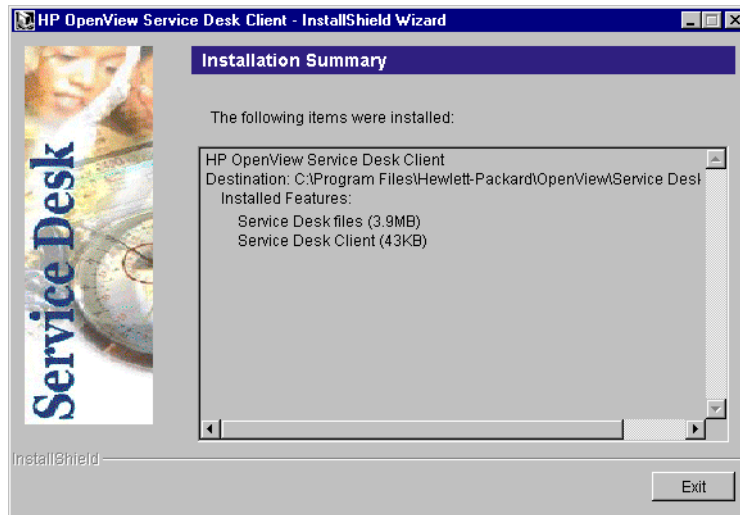 HP OpenView Service Desk Client - InstallShield Wizard
Service Desk
Installation Summary
The following items were installed:
HP OpenView Service Desk Client
Destination: C:\Program Files\Hewlett-Packard\OpenView\Service Desk
Installed Features:
Service Desk files (3.9MB)
Service Desk Client (43KB)
InstallShield
Exit